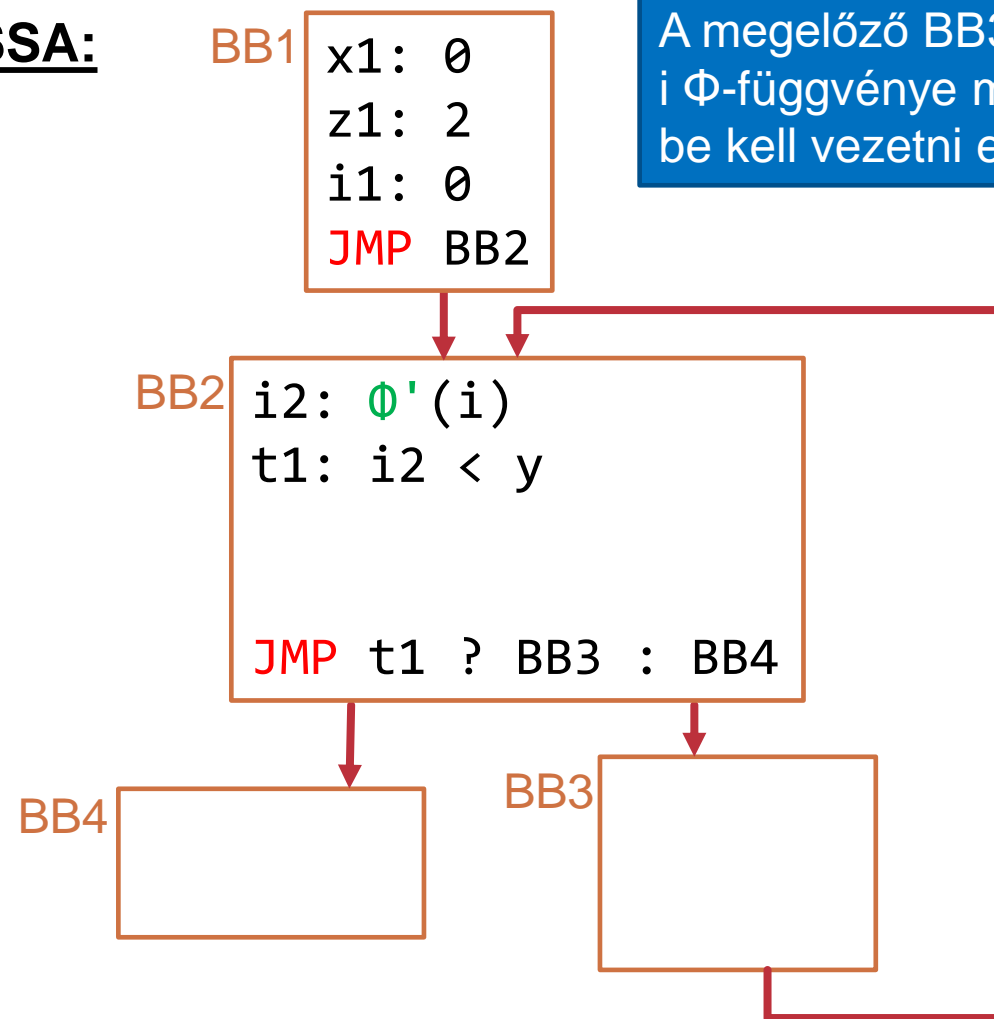 SSA:
BB1
x1: 0
z1: 2
i1: 0
JMP BB2
A megelőző BB3
i Φ-függvénye
be kell vezetni
BB2
i2: Φ'(i)
t1: i2 < y
JMP t1 ? BB3 : BB4
BB4
BB3